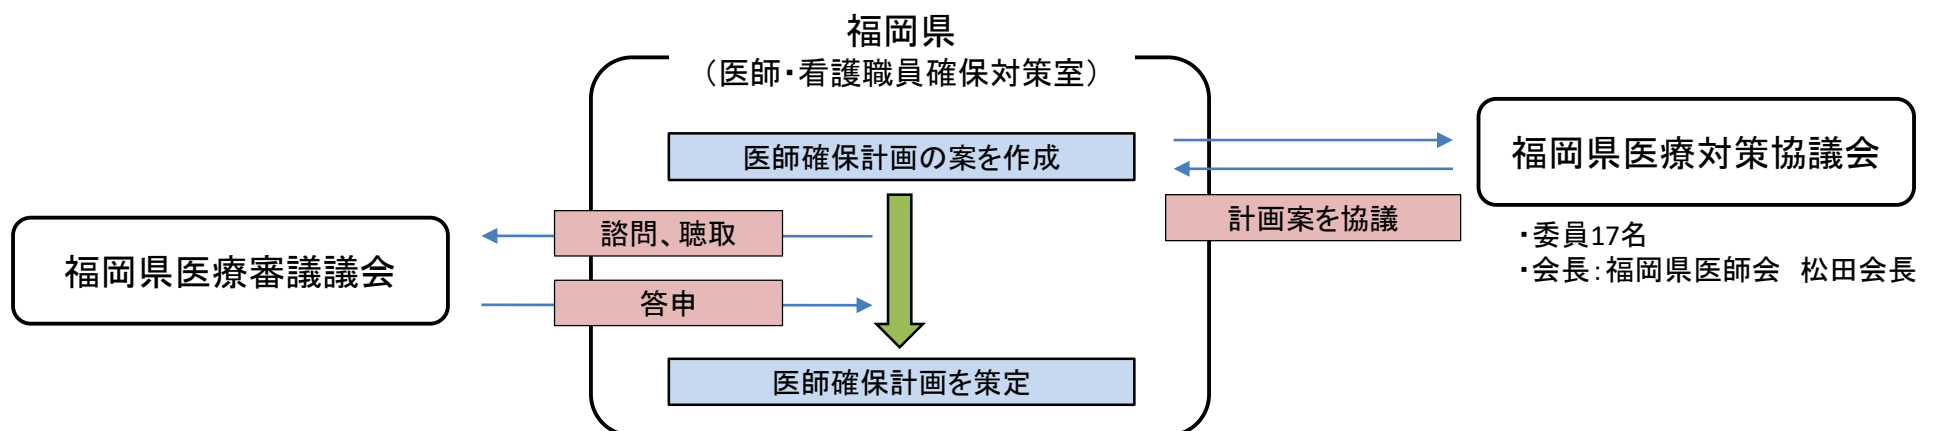 福岡県
（医師・看護職員確保対策室）
医師確保計画の案を作成
福岡県医療対策協議会
計画案を協議
・委員17名
・会長：福岡県医師会　松田会長
諮問、聴取
福岡県医療審議議会
答申
医師確保計画を策定